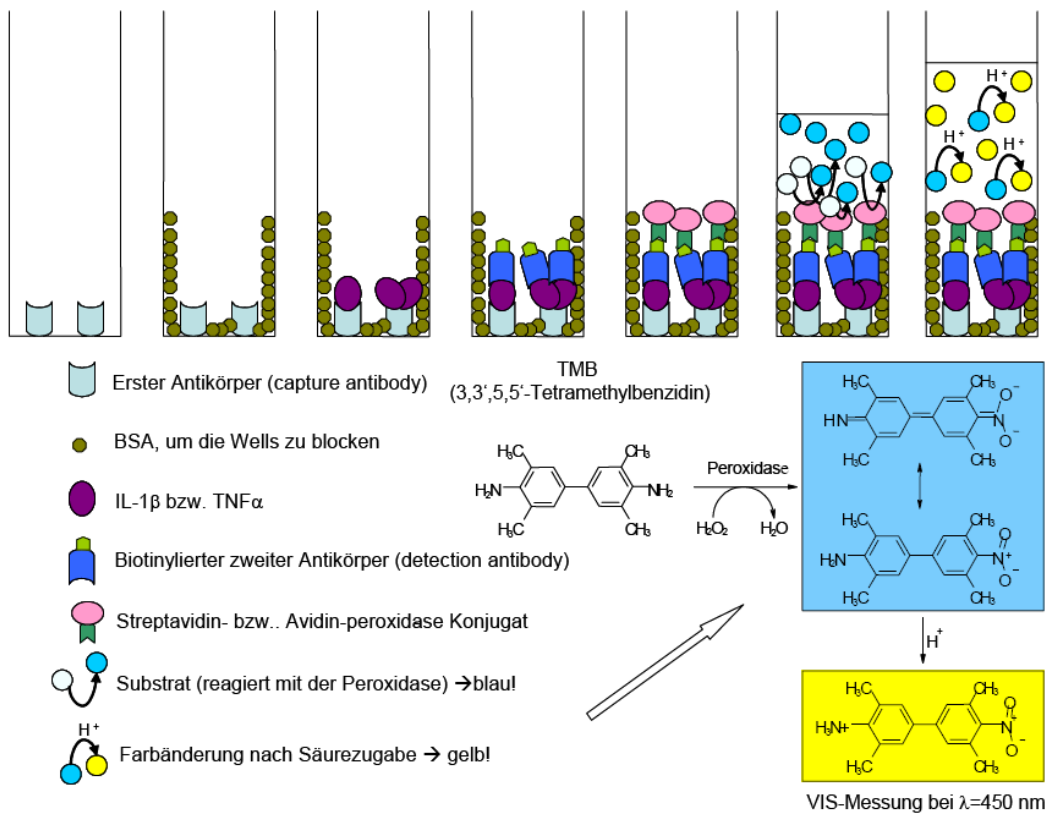 H+
H+
H+
H+
Erster Antikörper (capture antibody)
BSA, um die Wells zu blocken
IL-1β bzw. TNFα
Biotinylierter zweiter Antikörper (detection antibody)
Streptavidin- bzw.. Avidin-peroxidase Konjugat
Substrat (reagiert mit der Peroxidase) →blau!
H+
Farbänderung nach Säurezugabe → gelb!
TMB
(3,3‘,5,5‘-Tetramethylbenzidin)
H3C
CH3
H2N
NH2
H3C
CH3
Peroxidase
H2O2
H2O
H3C
CH3
HN
N
O−
O−
H3C
CH3
H3C
CH3
H2N
N+
O
O−
H3C
CH3
H+
H3C
CH3
H3N+
N+
O
O−
H3C
CH3
VIS-Messung bei λ=450 nm